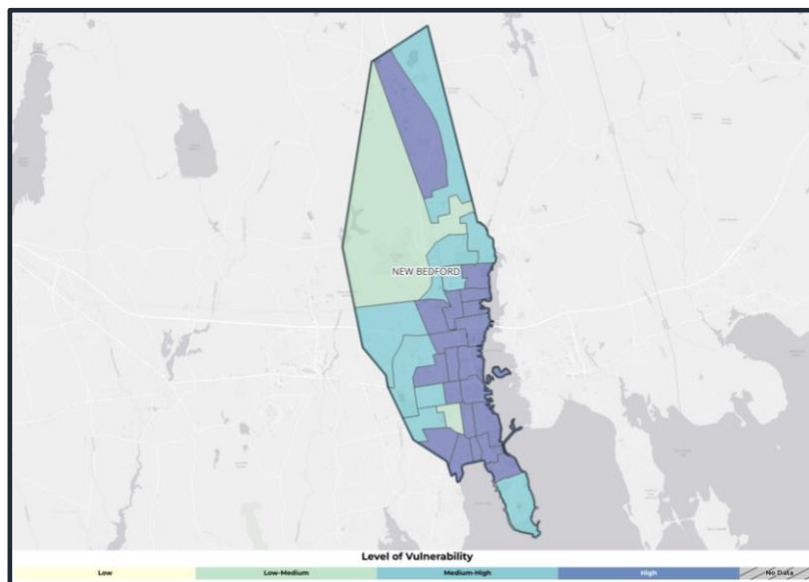 NEW BEDFORD
Level of Vulnerability
Low
Low-Medium
Medium-High
High
No Data